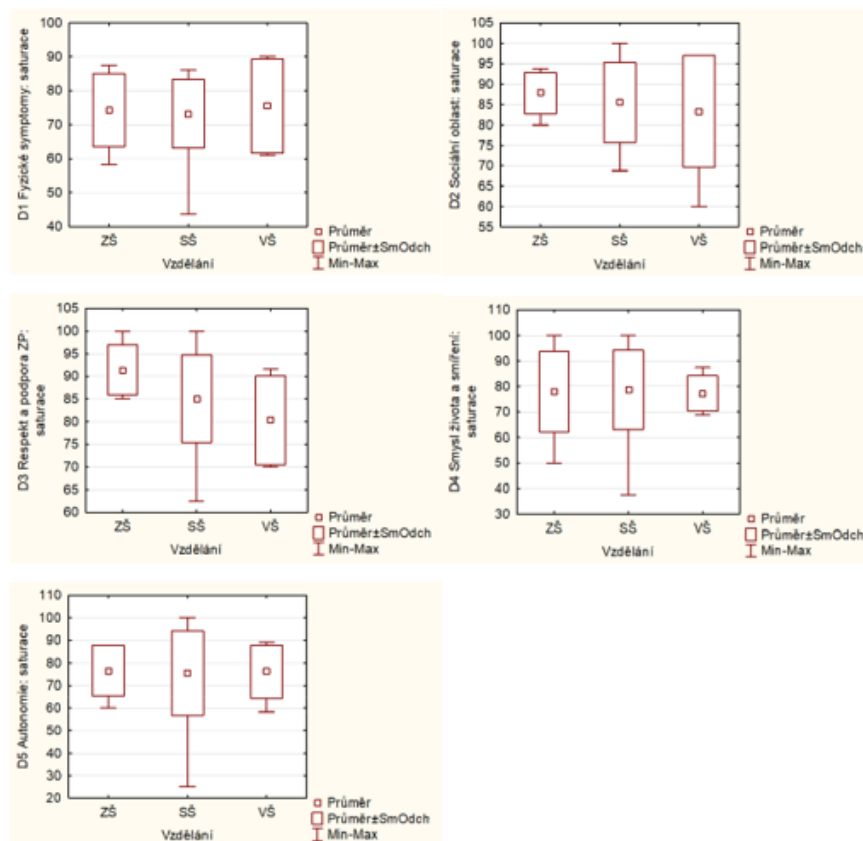 D1 Fyzické symptomy: saturace
100
90
80
70
60
50
40
ZŠ SŠ VŠ
Vzdělání
Průměr
Průměr±SmOdch
Min-Max
D2 Sociální oblast: saturace
105
100
95
90
85
80
75
70
65
60
55
ZŠ SŠ VŠ
Vzdělání
Průměr
Průměr±SmOdch
Min-Max
D3 Respekt a podpora ZP:
saturace
105
100
95
90
85
80
75
70
65
60
ZŠ SŠ VŠ
Vzdělání
Průměr
Průměr±SmOdch
Min-Max
D4 Smysl života a smíření:
saturace
110
100
90
80
70
60
50
40
30
ZŠ SŠ VŠ
Vzdělání
Průměr
Průměr±SmOdch
Min-Max
D5 Autonomie: saturace
110
100
90
80
70
60
50
40
30
20
ZŠ SŠ VŠ
Vzdělání
Průměr
Průměr±SmOdch
Min-Max